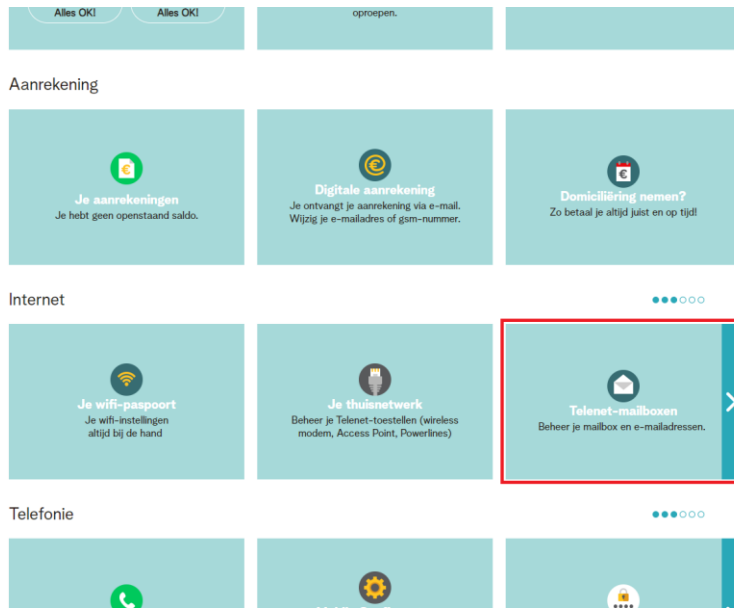 Alles OK!
Alles OK!
oproepen.
Aanrekening
Je aanrekeningen
Je hebt geen openstaand saldo.
Digitale aanrekening
Je ontvangt je aanrekening via e-mail.
Wijzig je e-mailadres of gsm-nummer.
Domiciliëring nemen?
Zo betaal je altijd juist en op tijd!
Internet
Je wifi-paspoort
Je wifi-instellingen
altijd bij de hand
Je thuisnetwerk
Beheer je Telenet-toestellen (wireless
modem, Access Point, Powerlines)
Telenet-mailboxen
Beheer je mailbox en e-mailadressen.
Telefonie